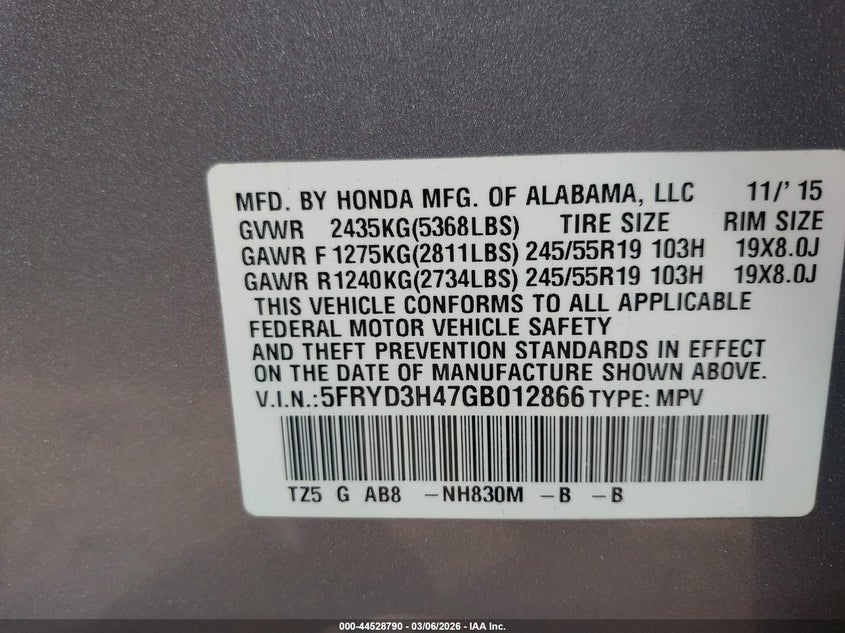 MFD. BY HONDA MFG. OF ALABAMA, LLC 11/' 15
GVWR 2435KG(5368LBS) TIRE SIZE RIM SIZE
GAWR F 1275KG(2811LBS) 245/55R19 103H 19X8.0J
GAWR R1240KG(2734LBS) 245/55R19 103H 19X8.0J
THIS VEHICLE CONFORMS TO ALL APPLICABLE
FEDERAL MOTOR VEHICLE SAFETY
AND THEFT PREVENTION STANDARDS IN EFFECT
ON THE DATE OF MANUFACTURE SHOWN ABOVE.
V.I.N.:5FRYD3H47GB012866 TYPE: MPV
TZ5 G AB8 -NH830M -B -B
000-44528790 - 03/06/2026 - IAA Inc.